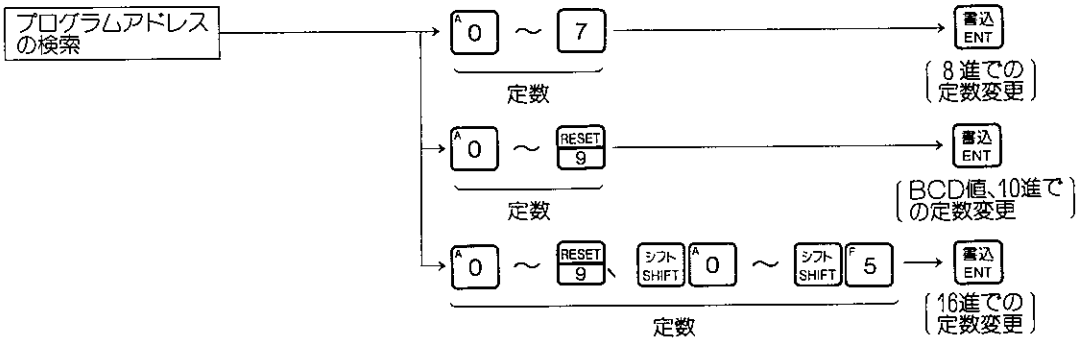 プログラムアドレス
の検索
A 0 ～ 7
書込
ENT
定数
(8進での
定数変更)
A 0 ～ RESET 9
書込
ENT
定数
(BCD値、10進で
の定数変更)
A 0 ～ RESET 9、 シフト SHIFT A 0 ～ シフト SHIFT F 5
書込
ENT
定数
(16進での
定数変更)